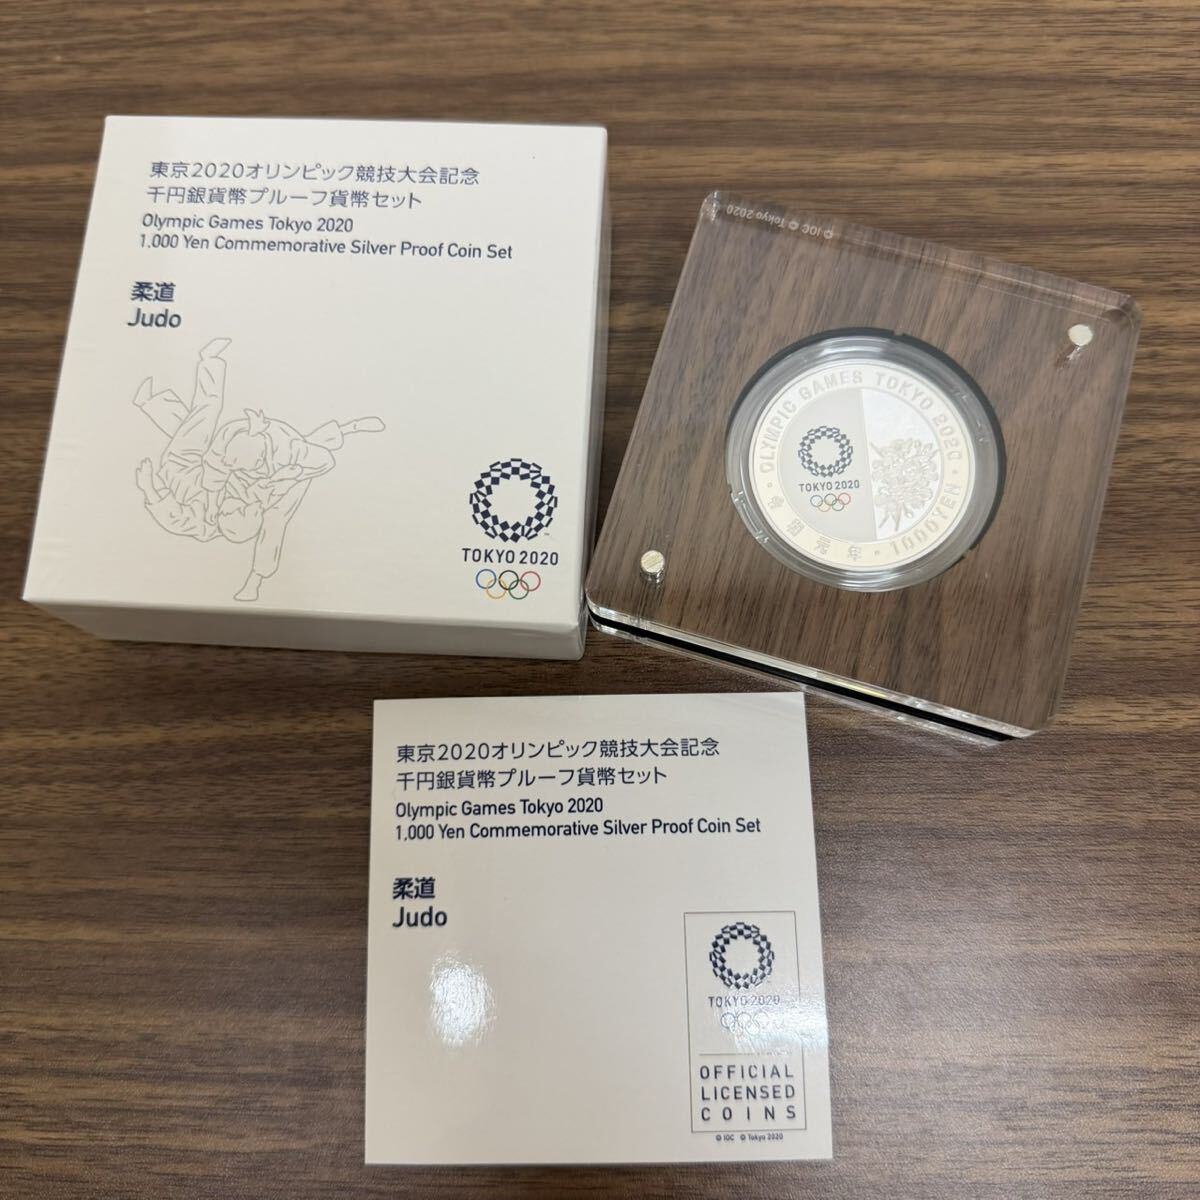 東京2020オリンピック競技大会記念
千円銀貨幣プルーフ貨幣セット
Olympic Games Tokyo 2020
1,000 Yen Commemorative Silver Proof Coin Set
柔道
Judo
TOKYO 2020
© IOC © Tokyo 2020
OLYMPIC GAMES TOKYO 2020
TOKYO 2020
令和元年・1000YEN
東京2020オリンピック競技大会記念
千円銀貨幣プルーフ貨幣セット
Olympic Games Tokyo 2020
1,000 Yen Commemorative Silver Proof Coin Set
柔道
Judo
TOKYO 2020
OFFICIAL
LICENSED
COINS
© IOC © Tokyo 2020